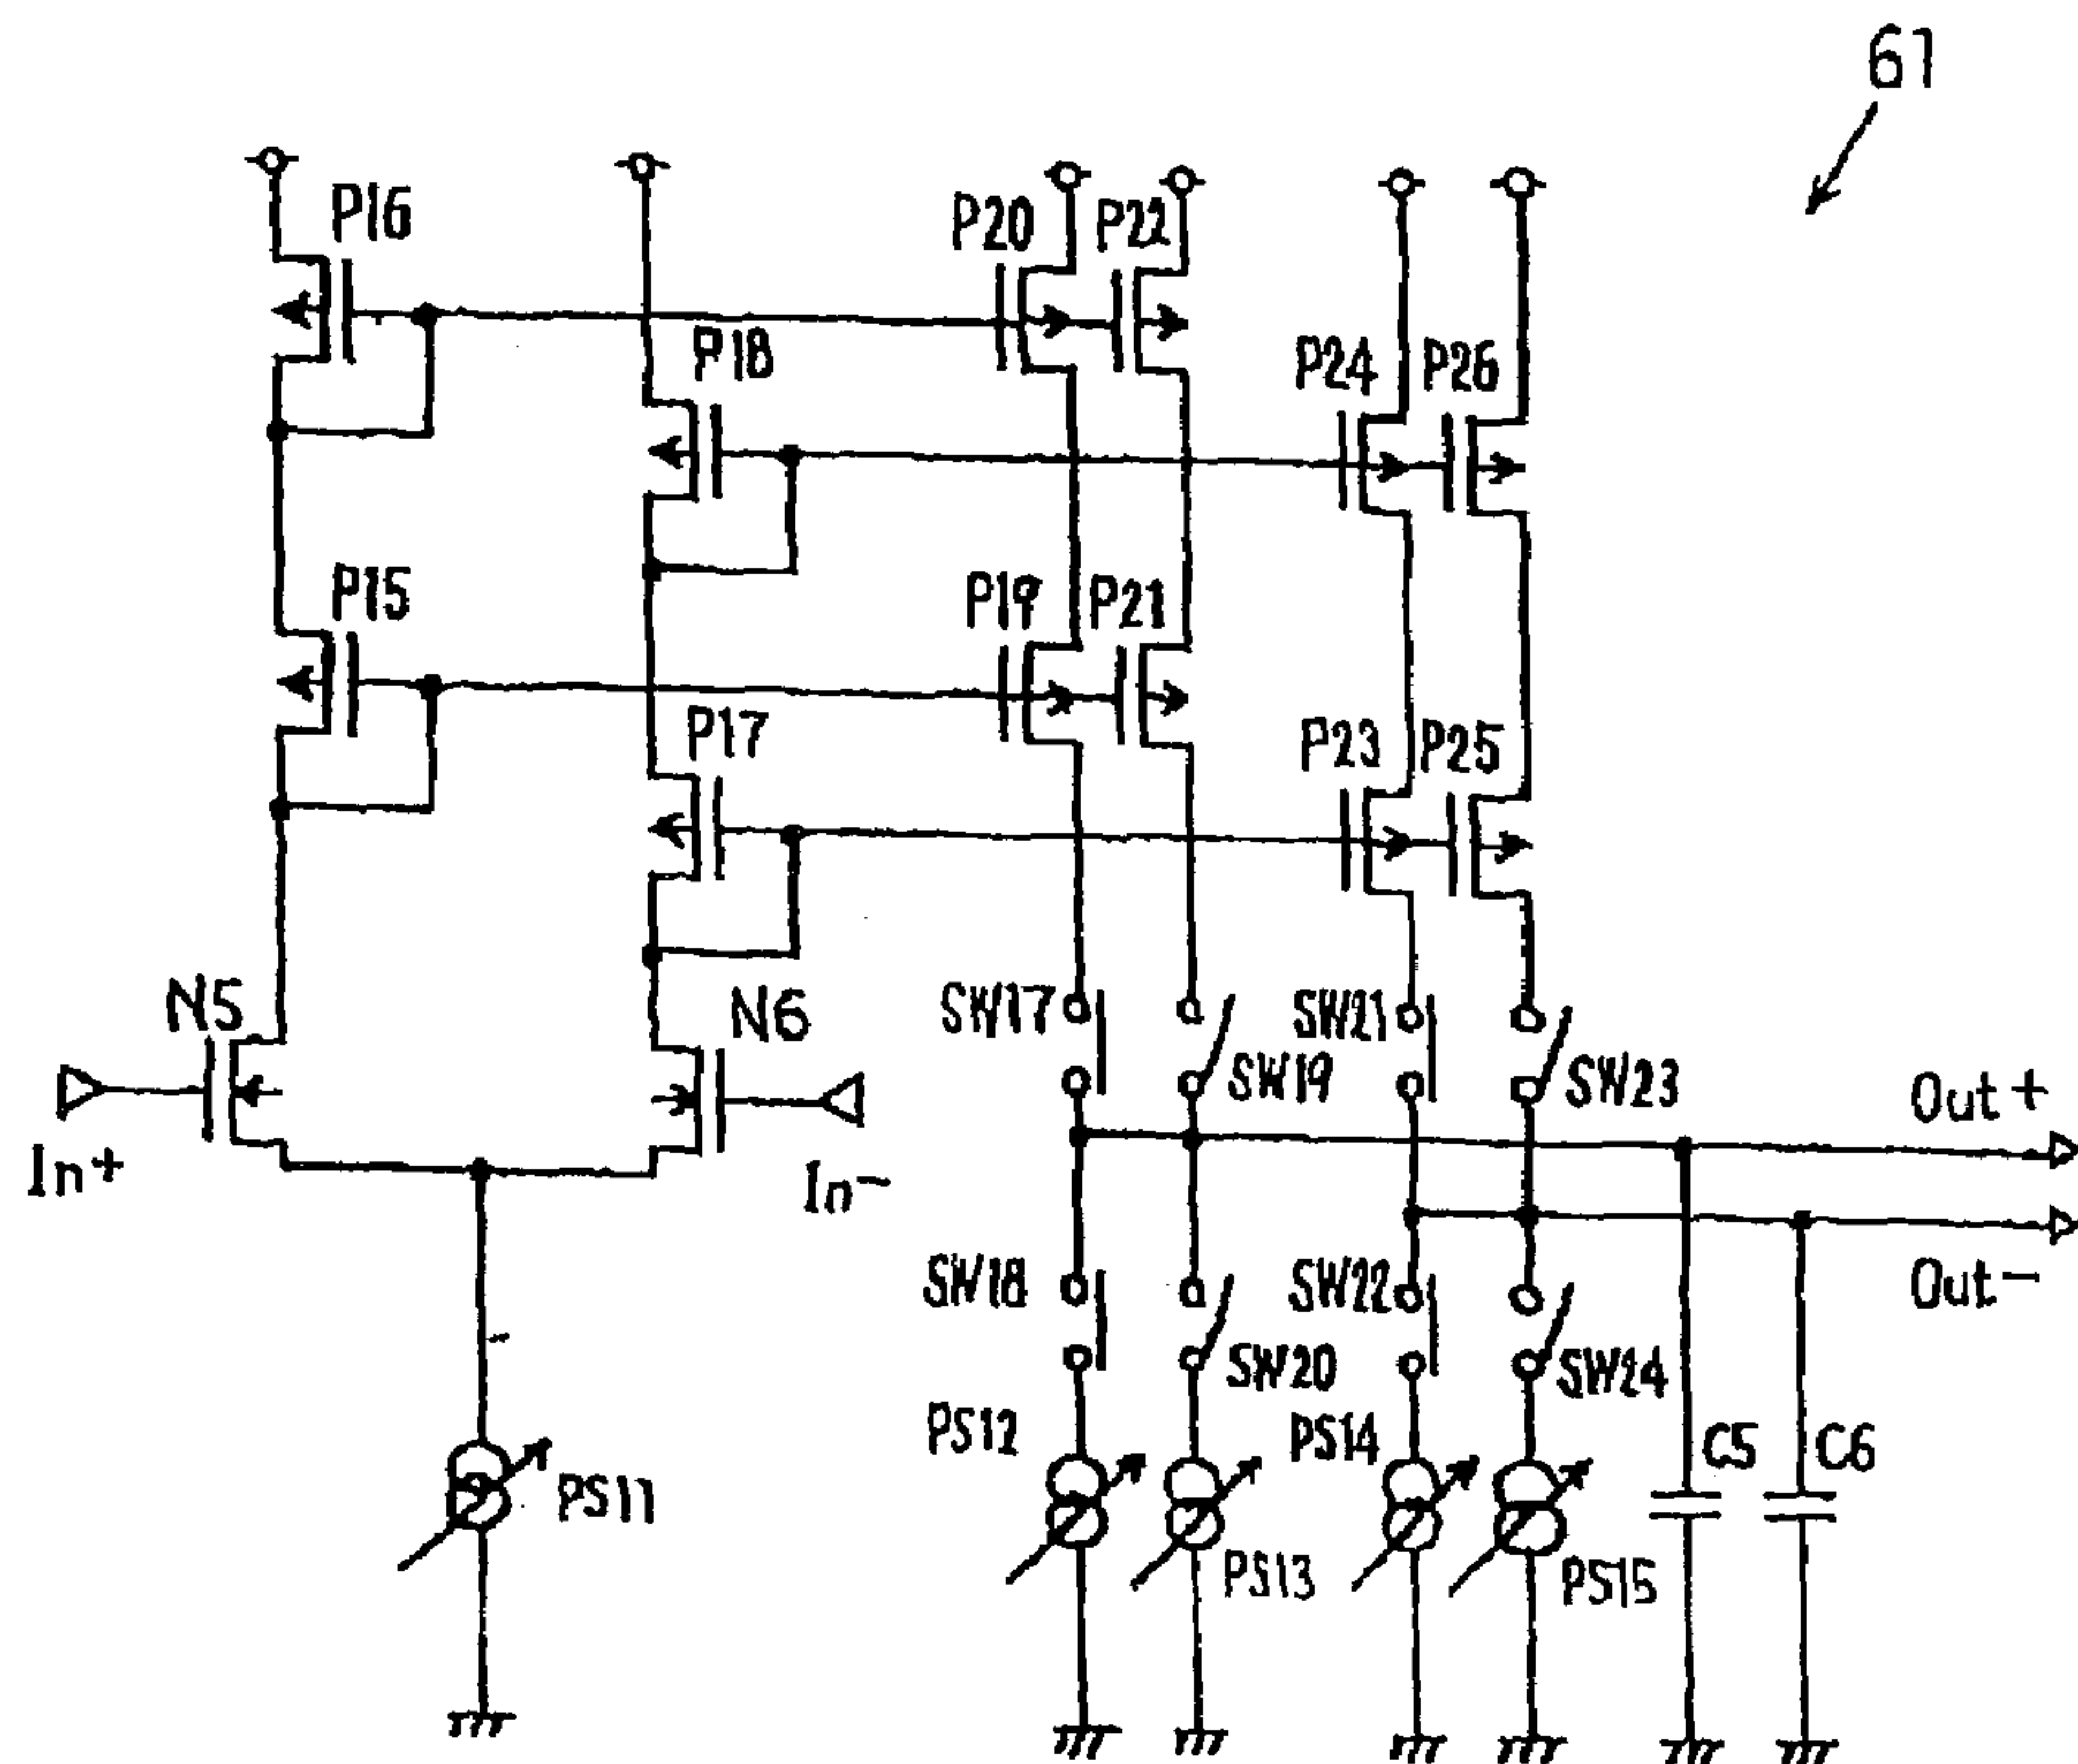 61
P16
P20
P22
P18
P24
P26
P15
P19
P21
P17
P23
P25
N5
N6
SW17
SW21
SW19
SW23
Out+
In+
In-
SW18
SW22
Out-
SW20
SW24
PS12
PS14
C5
C6
PS11
PS13
PS15